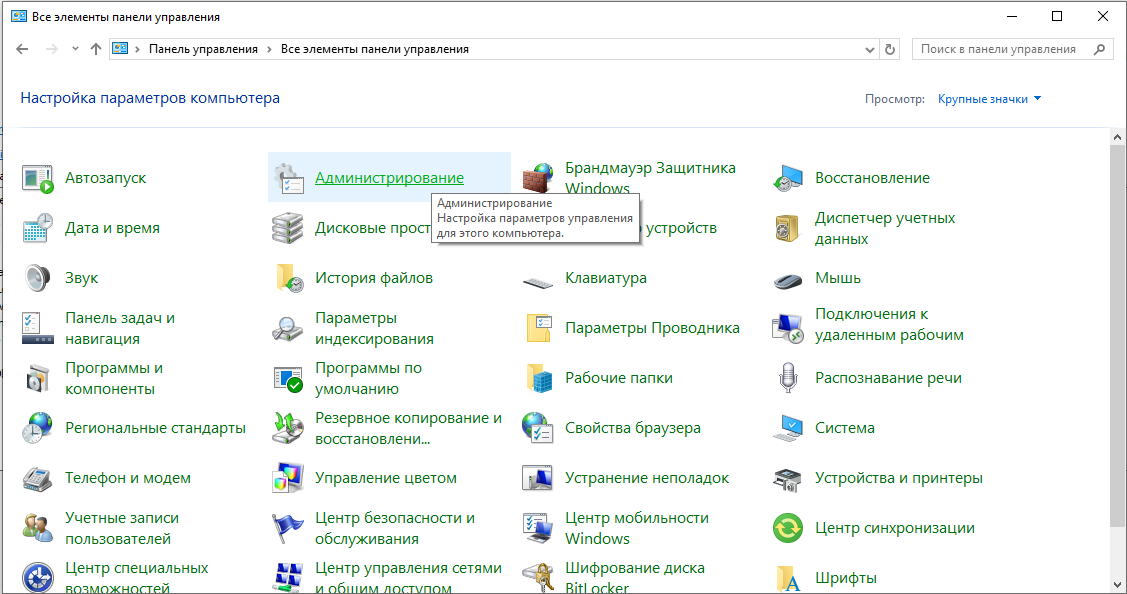 Все элементы панели управления
Панель управления > Все элементы панели управления
Поиск в панели управления
Настройка параметров компьютера
Просмотр: Крупные значки
Автозапуск
Администрирование
Брандмауэр Защитника
Windows
Восстановление
Администрирование
Настройка параметров управления
для этого компьютера.
Дата и время
Дисковые прост
устройств
Диспетчер учетных
данных
Звук
История файлов
Клавиатура
Мышь
Панель задач и
навигация
Параметры
индексирования
Параметры Проводника
Подключения к
удаленным рабочим
Программы и
компоненты
Программы по
умолчанию
Рабочие папки
Распознавание речи
Региональные стандарты
Резервное копирование и
восстановлени...
Свойства браузера
Система
Телефон и модем
Управление цветом
Устранение неполадок
Устройства и принтеры
Учетные записи
пользователей
Центр безопасности и
обслуживания
Центр мобильности
Windows
Центр синхронизации
Центр специальных
возможностей
Центр управления сетями
и общим доступом
Шифрование диска
BitLocker
Шрифты